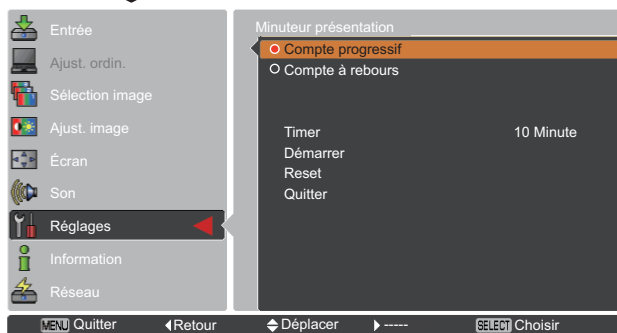 Entrée
Ajust. ordin.
Sélection image
Ajust. image
Écran
Son
Réglages
Information
Réseau
Minuteur présentation
Compte progressif
Compte à rebours
Timer 10 Minute
Démarrer
Reset
Quitter
MENU Quitter Retour Déplacer ----- SELECT Choisir